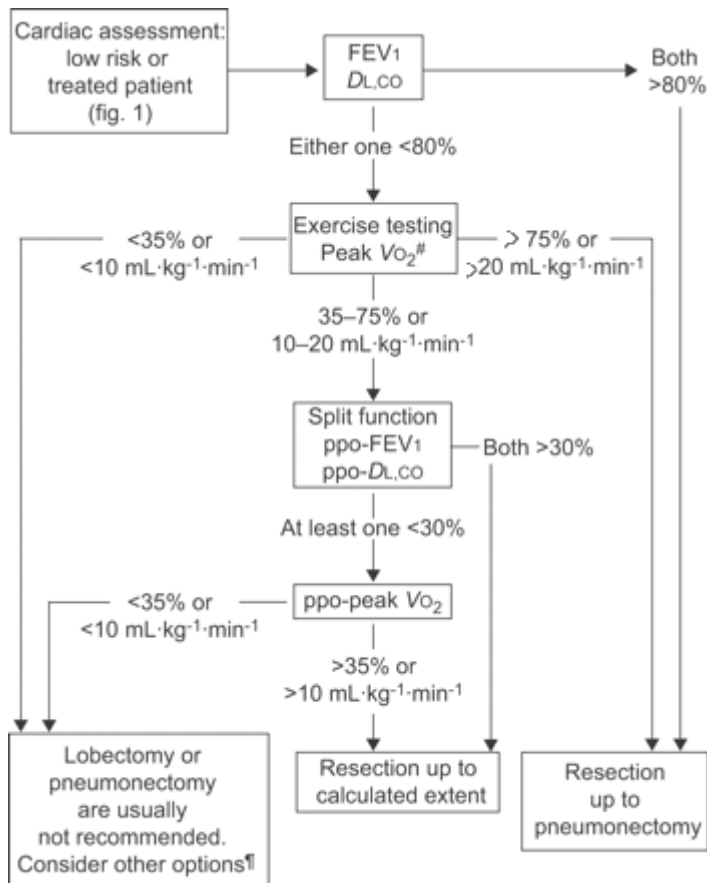 Cardiac assessment:
low risk or
treated patient
(fig. 1)
FEV1
DL,CO
Both
>80%
Either one <80%
Exercise testing
Peak VO2#
<35% or
<10 mL·kg-1·min-1
> 75% or
>20 mL·kg-1·min-1
35–75% or
10–20 mL·kg-1·min-1
Split function
ppo-FEV1
ppo-DL,CO
Both >30%
At least one <30%
ppo-peak VO2
<35% or
<10 mL·kg-1·min-1
>35% or
>10 mL·kg-1·min-1
Lobectomy or
pneumonectomy
are usually
not recommended.
Consider other options¶
Resection up to
calculated extent
Resection
up to
pneumonectomy